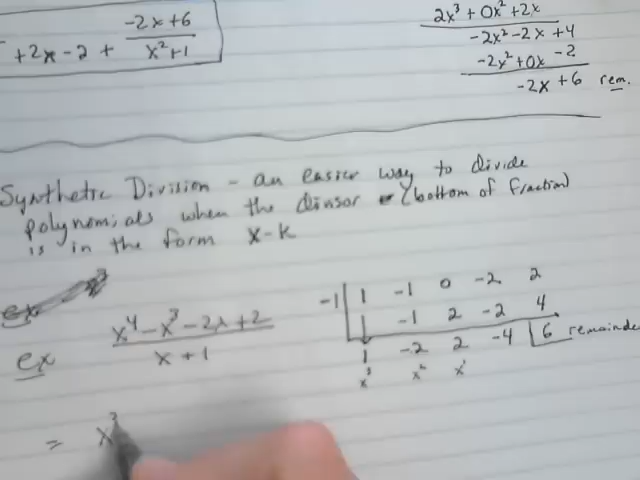 +2x-2 + (-2x+6)/(x²+1)
2x³ + 0x² + 2x
-2x² - 2x + 4
-2x² + 0x - 2
-2x + 6 rem.
Synthetic Division - an easier way to divide
polynomials when the divisor (bottom of fraction)
is in the form x-k
ex
ex (x⁴-x³-2x+2)/(x+1)
-1 | 1 -1 0 -2 2
-1 2 -2 4
1 -2 2 -4 | 6 remainde
x³ x² x¹
= x³